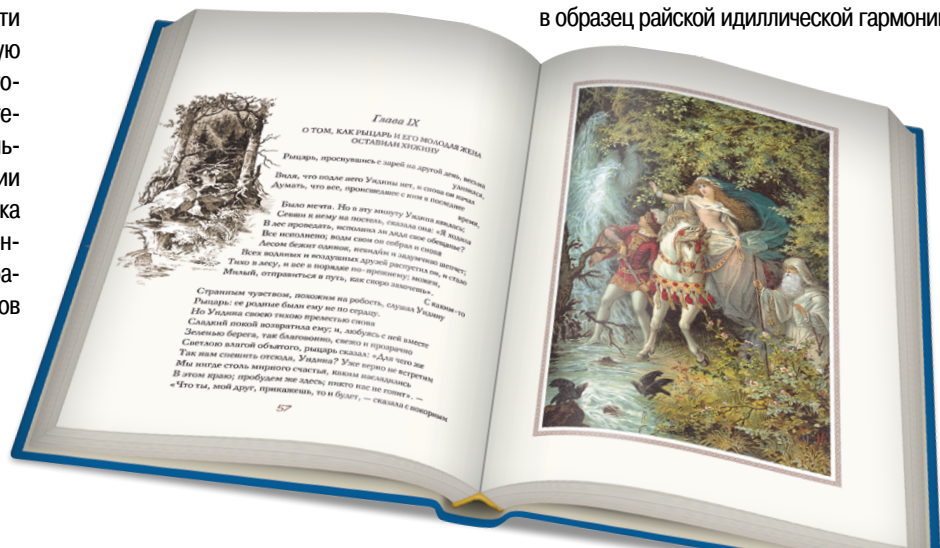 ти
ую
то-
те-
ль-
ии
ка
н-
ра-
ов
в образец райской идиллической гармонии
Глава IX
О ТОМ, КАК РЫЦАРЬ И ЕГО МОЛОДАЯ ЖЕНА
ОСТАВИЛИ ХИЖИНУ
Рыцарь, проснувшись с зарей на другой день, весьма
удивился,
Видя, что подле него Ундины нет, и снова он начал
Думать, что все, происшедшее с ним в последнее
время,
Было мечта. Но в эту минуту Ундина явилась;
Севши к нему на постель, сказала она: «Я ходила
В лес проведать, исполнил ли дядя свое обещанье?
Все исполнено; воды свои он собрал и снова
Лесом бежит одинок, невидим и задумчиво шепчет;
Всех водяных и воздушных друзей распустил он, и стало
Тихо в лесу, и все в порядке по-прежнему; можем,
Милый, отправиться в путь, как скоро захочешь».
С каким-то
Странным чувством, похожим на робость, слушал Ундину
Рыцарь: ее родные были ему не по сердцу.
Но Ундина своею тихою прелестью снова
Сладкий покой возвратила ему; и, любуясь с ней вместе
Зеленью берега, так благовонно, свежо и прозрачно
Светлою влагой объятого, рыцарь сказал: «Для чего же
Так нам спешить отсюда, Ундина? Уже верно не встретим
Мы нигде столь мирного счастья, каким насладились
В этом краю; пробудем же здесь; никто нас не гонит». —
«Что ты, мой друг, прикажешь, то и будет, — сказала с покорным
57